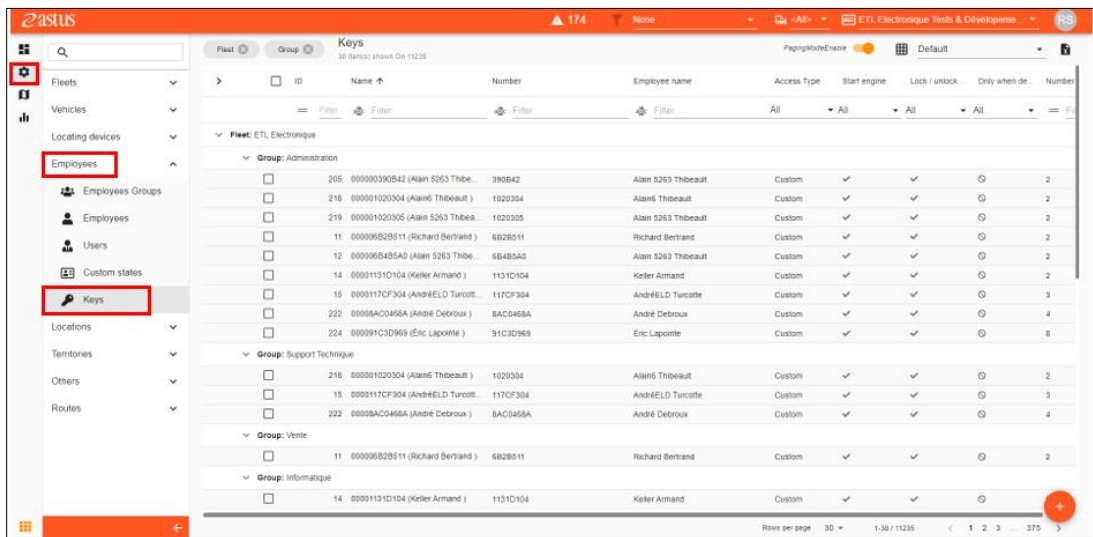 astus 174 None <All> ETL Electronique Tests & Développeme... RS
Fleet Group Keys PagingModeEnable Default
30 item(s) shown On 11235
Fleets
Vehicles
Locating devices
Employees
Employees Groups
Employees
Users
Custom states
Keys
Locations
Territories
Others
Routes
ID Name Number Employee name Access Type Start engine Lock / unlock ... Only when de... Number
= Filter... Filter... Filter... Filter... All All All All =
Fleet: ETL Electronique
Group: Administration
205 000000390B42 (Alain 5263 Thibe... 390B42 Alain 5263 Thibeault Custom 2
218 000001020304 (Alain6 Thibeault ) 1020304 Alain6 Thibeault Custom 2
219 000001020305 (Alain 5263 Thibea... 1020305 Alain 5263 Thibeault Custom 2
11 000006B2B511 (Richard Bertrand ) 6B2B511 Richard Bertrand Custom 2
12 000006B4B5A0 (Alain 5263 Thibe... 6B4B5A0 Alain 5263 Thibeault Custom 2
14 00001131D104 (Keller Armand ) 1131D104 Keller Armand Custom 2
15 0000117CF304 (AndréELD Turcott... 117CF304 AndréELD Turcotte Custom 3
222 00008AC0468A (André Debroux ) 8AC0468A André Debroux Custom 4
224 000091C3D969 (Éric Lapointe ) 91C3D969 Éric Lapointe Custom 8
Group: Support Technique
218 000001020304 (Alain6 Thibeault ) 1020304 Alain6 Thibeault Custom 2
15 0000117CF304 (AndréELD Turcott... 117CF304 AndréELD Turcotte Custom 3
222 00008AC0468A (André Debroux ) 8AC0468A André Debroux Custom 4
Group: Vente
11 000006B2B511 (Richard Bertrand ) 6B2B511 Richard Bertrand Custom 2
Group: Informatique
14 00001131D104 (Keller Armand ) 1131D104 Keller Armand Custom
Rows per page 30 1-30 / 11235 1 2 3 ... 375